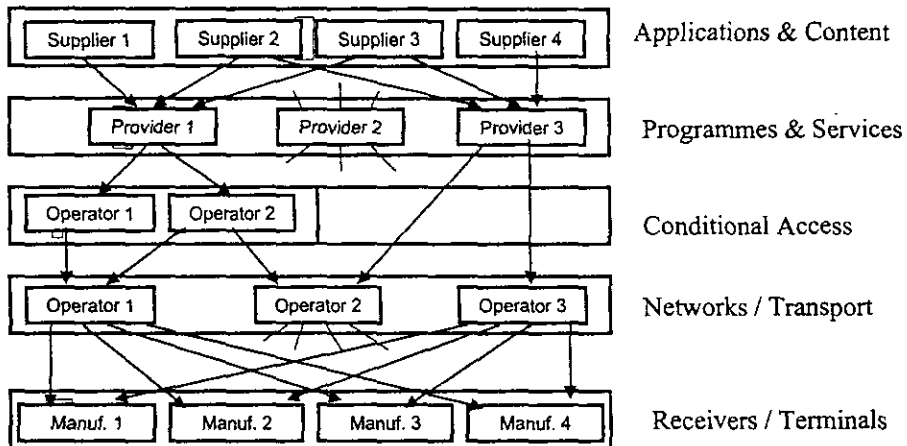 Supplier 1 Supplier 2 Supplier 3 Supplier 4 Applications & Content
Provider 1 Provider 2 Provider 3 Programmes & Services
Operator 1 Operator 2 Conditional Access
Operator 1 Operator 2 Operator 3 Networks / Transport
Manuf. 1 Manuf. 2 Manuf. 3 Manuf. 4 Receivers / Terminals